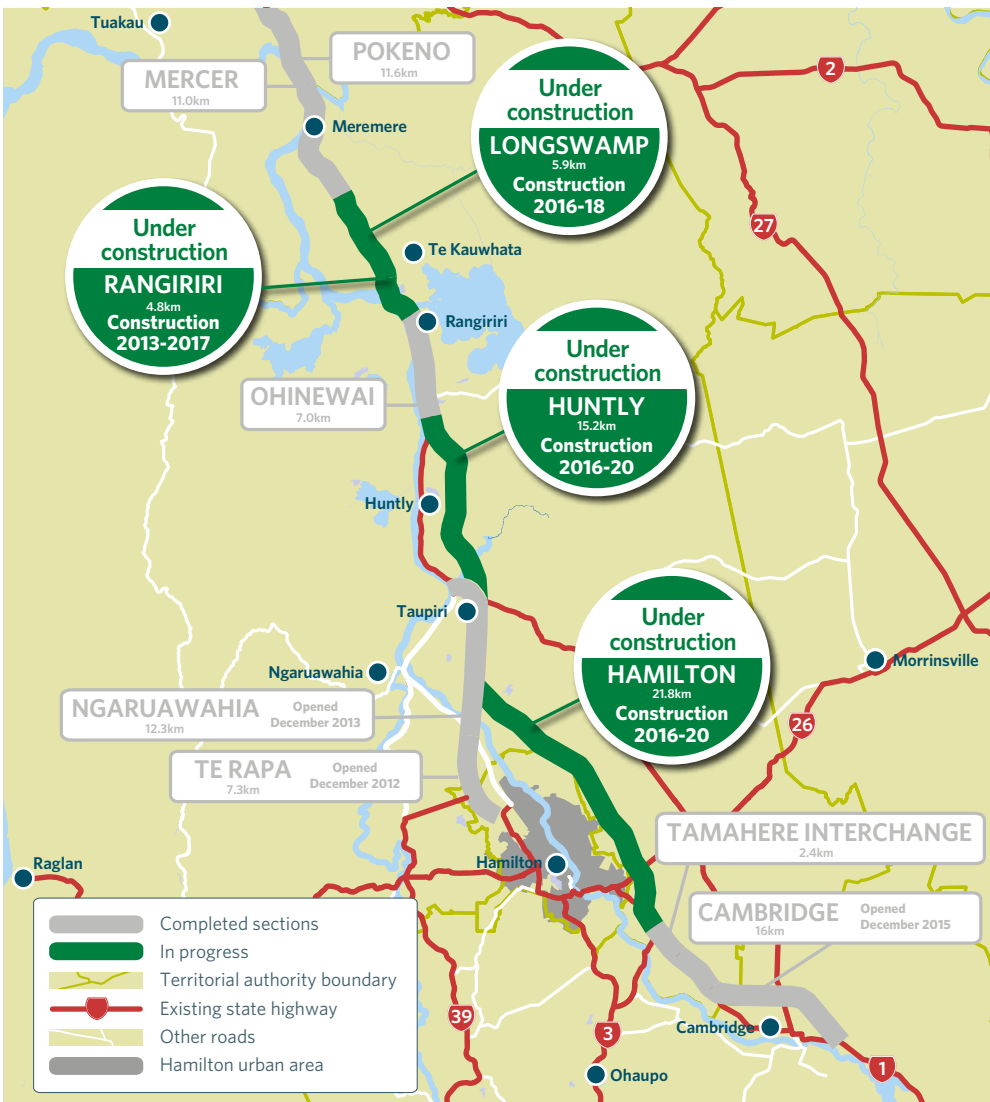 Tuakau
POKENO
11.6km
MERCER
11.0km
2
Under
construction
LONGSWAMP
5.9km
Construction
2016-18
Meremere
27
Under
construction
RANGIRIRI
4.8km
Construction
2013-2017
Te Kauwhata
Rangiriri
Under
construction
HUNTLY
15.2km
Construction
2016-20
OHINEWAI
7.0km
Huntly
Taupiri
Under
construction
HAMILTON
21.8km
Construction
2016-20
Ngaruawahia
Morrinsville
NGARUAWAHIA
12.3km
Opened
December 2013
26
TE RAPA
7.3km
Opened
December 2012
TAMAHERE INTERCHANGE
2.4km
Raglan
Hamilton
CAMBRIDGE
16km
Opened
December 2015
Completed sections
In progress
Territorial authority boundary
Existing state highway
Other roads
Hamilton urban area
39
3
Cambridge
Ohaupo
1